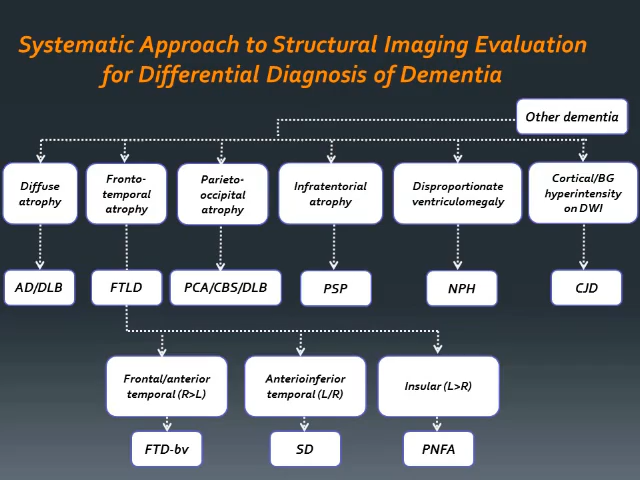 Systematic Approach to Structural Imaging Evaluation
for Differential Diagnosis of Dementia
Other dementia
Diffuse
atrophy
Fronto-
temporal
atrophy
Parieto-
occipital
atrophy
Infratentorial
atrophy
Disproportionate
ventriculomegaly
Cortical/BG
hyperintensity
on DWI
AD/DLB
FTLD
PCA/CBS/DLB
PSP
NPH
CJD
Frontal/anterior
temporal (R>L)
Anterioinferior
temporal (L/R)
Insular (L>R)
FTD-bv
SD
PNFA